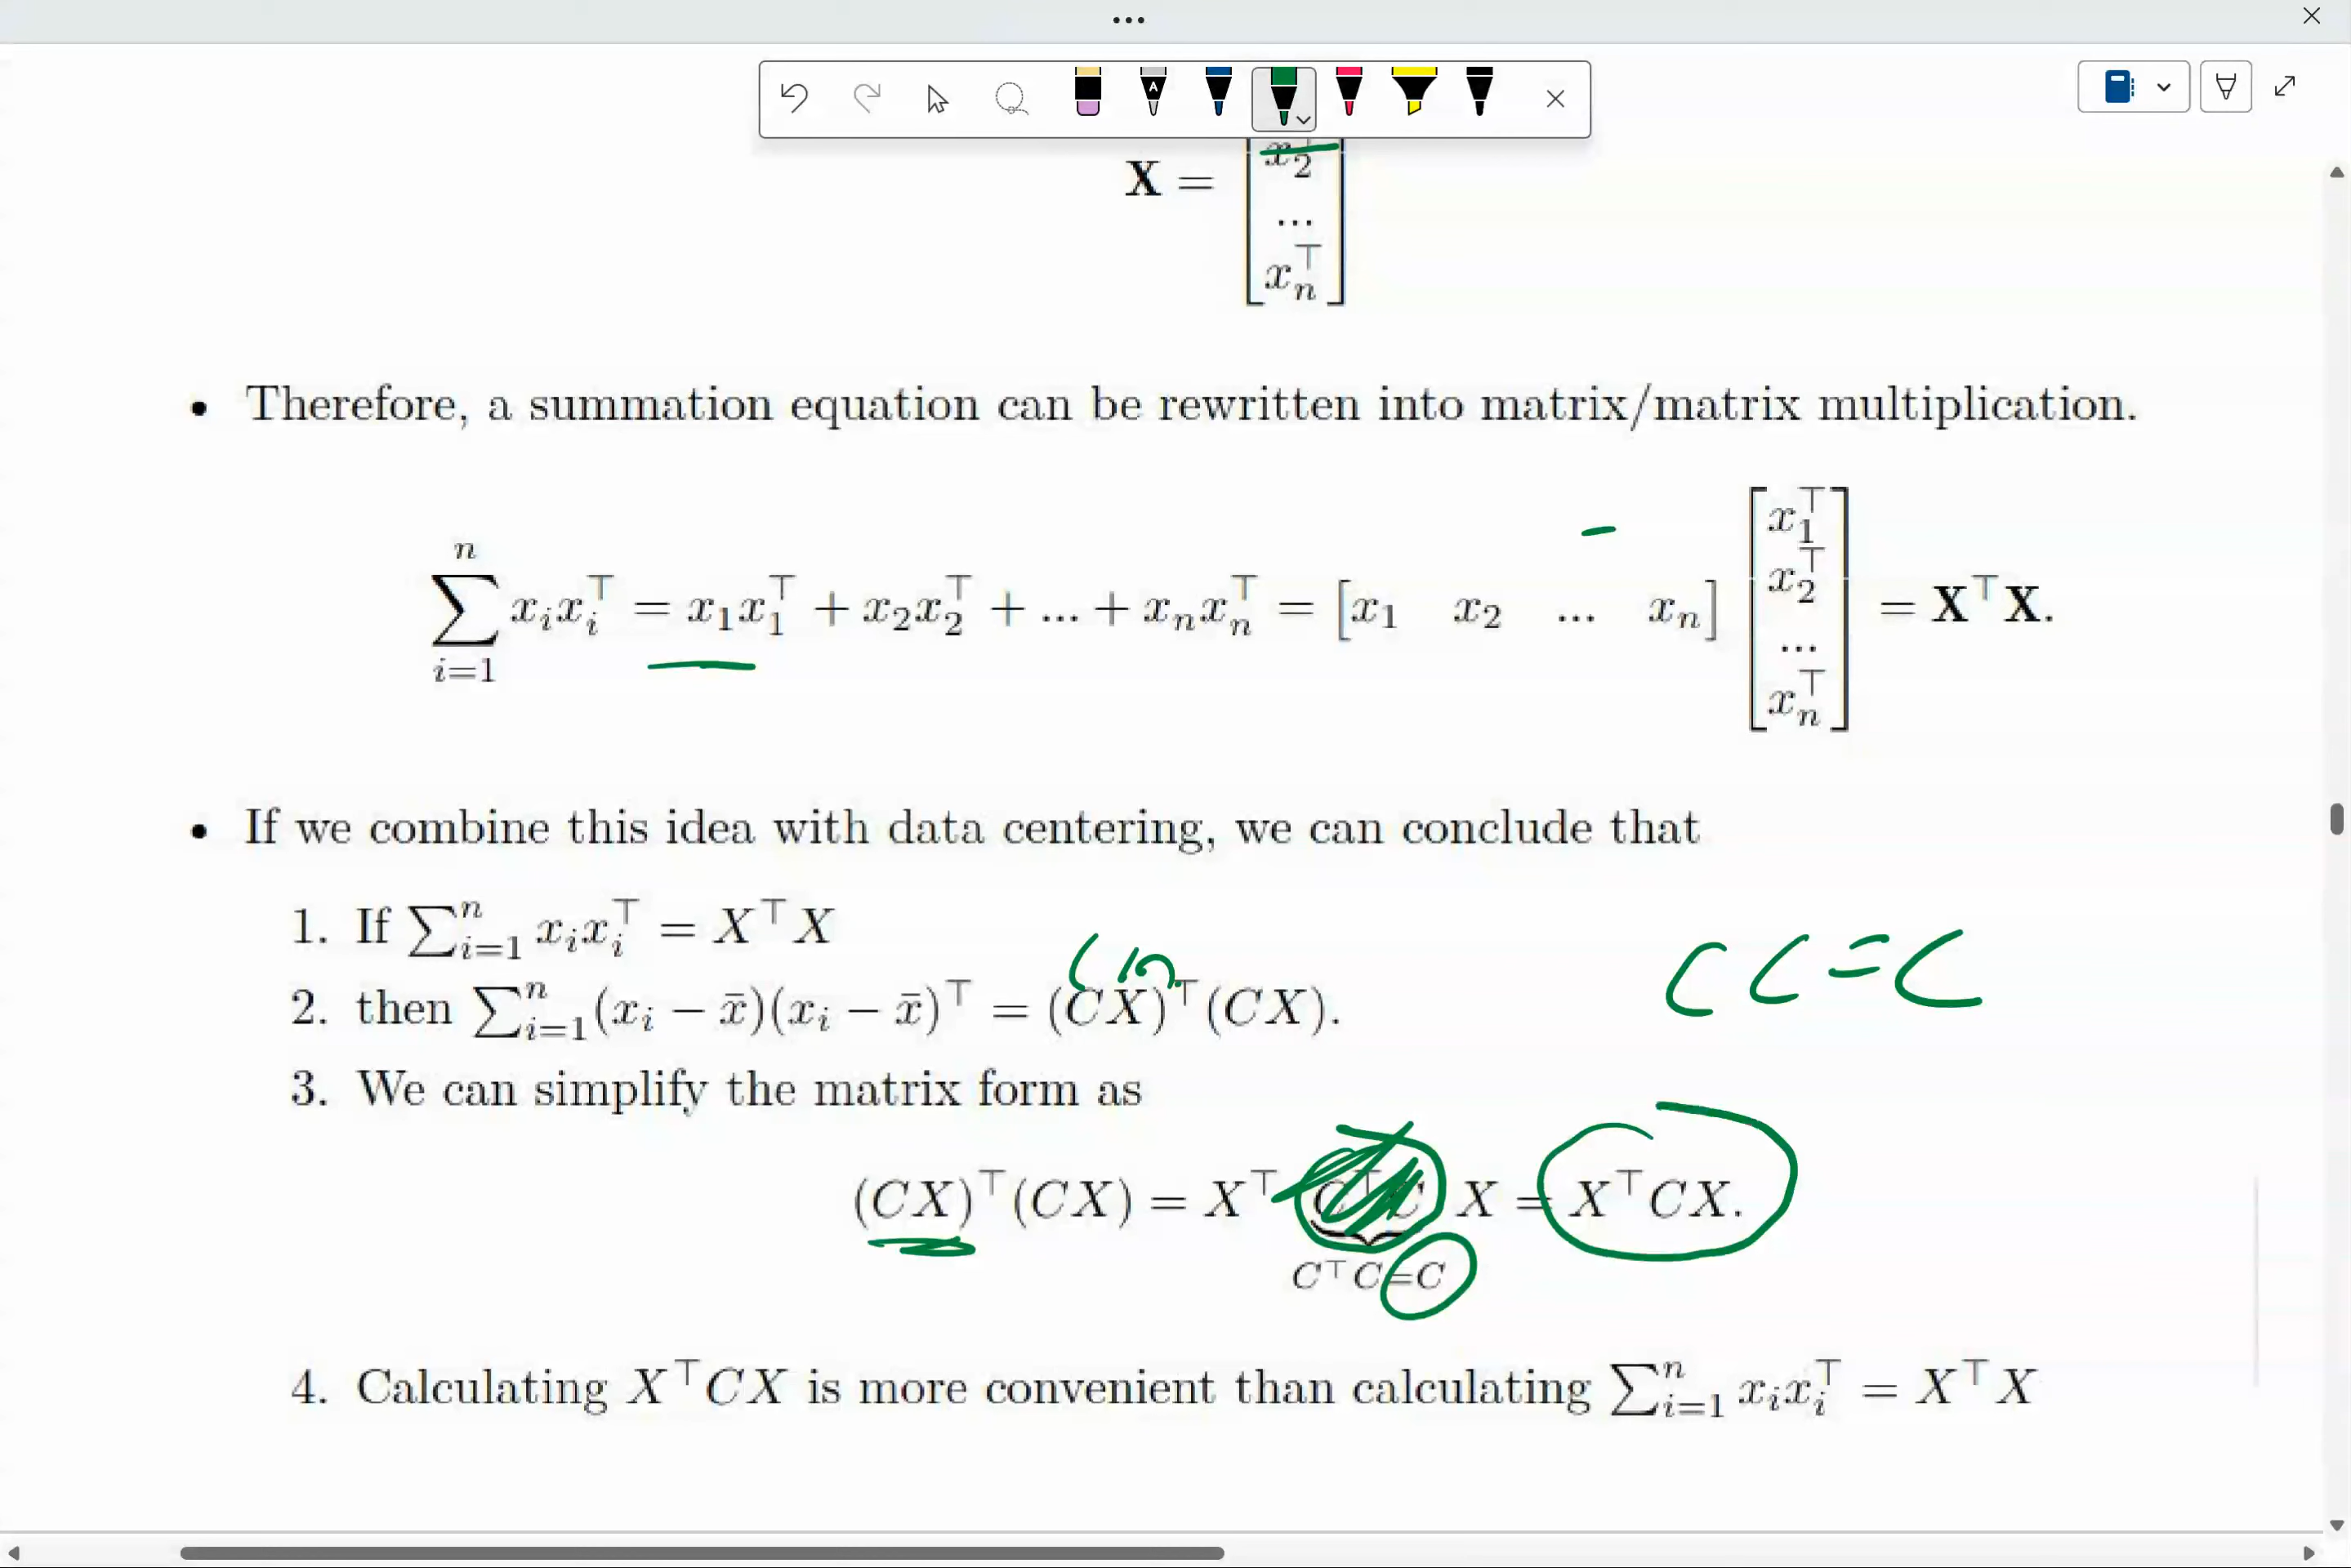 X = [x_2^⊤ ... x_n^⊤]
• Therefore, a summation equation can be rewritten into matrix/matrix multiplication.
∑_{i=1}^{n} x_i x_i^⊤ = x_1 x_1^⊤ + x_2 x_2^⊤ + ... + x_n x_n^⊤ = [x_1 x_2 ... x_n] [x_1^⊤ x_2^⊤ ... x_n^⊤] = X^⊤X.
• If we combine this idea with data centering, we can conclude that
1. If ∑_{i=1}^{n} x_i x_i^⊤ = X^⊤X
CC=C
2. then ∑_{i=1}^{n} (x_i − x̄)(x_i − x̄)^⊤ = (CX)^⊤(CX).
3. We can simplify the matrix form as
(CX)^⊤(CX) = X^⊤ C^⊤C X = X^⊤CX.
C^⊤C=C
4. Calculating X^⊤CX is more convenient than calculating ∑_{i=1}^{n} x_i x_i^⊤ = X^⊤X